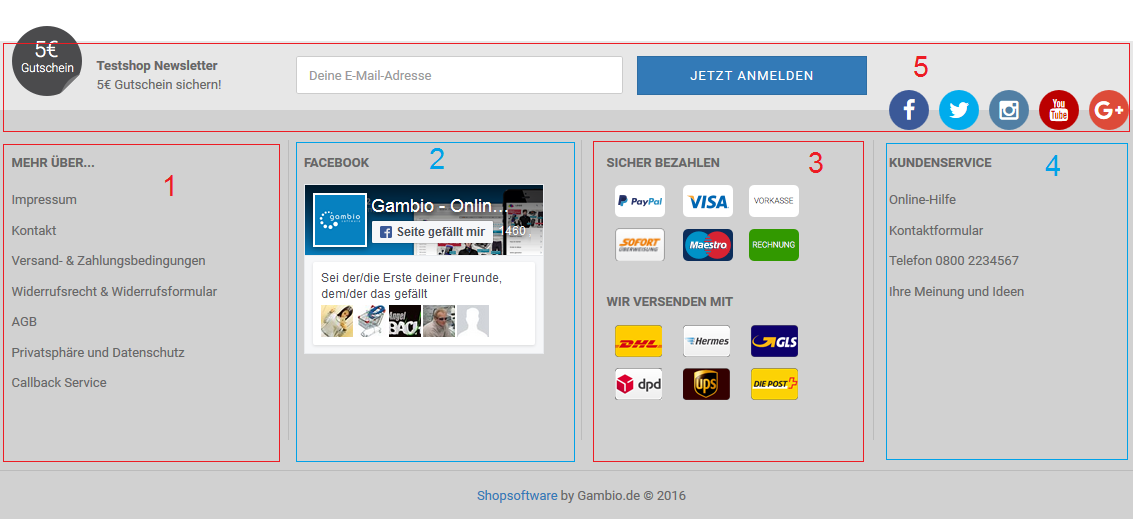 5€
Gutschein
Testshop Newsletter
5€ Gutschein sichern!
Deine E-Mail-Adresse
JETZT ANMELDEN
5
You
Tube
G+
MEHR ÜBER...
1
Impressum
Kontakt
Versand- & Zahlungsbedingungen
Widerrufsrecht & Widerrufsformular
AGB
Privatsphäre und Datenschutz
Callback Service
FACEBOOK
2
gambio
Gambio - Onlin...
Seite gefällt mir
1460
Sei der/die Erste deiner Freunde,
dem/der das gefällt
Angel
BACH
SICHER BEZAHLEN
3
PayPal
VISA
VORKASSE
SOFORT
ÜBERWEISUNG
Maestro
RECHNUNG
WIR VERSENDEN MIT
DHL
Hermes
GLS
dpd
ups
DIE POST
KUNDENSERVICE
4
Online-Hilfe
Kontaktformular
Telefon 0800 2234567
Ihre Meinung und Ideen
Shopsoftware by Gambio.de © 2016